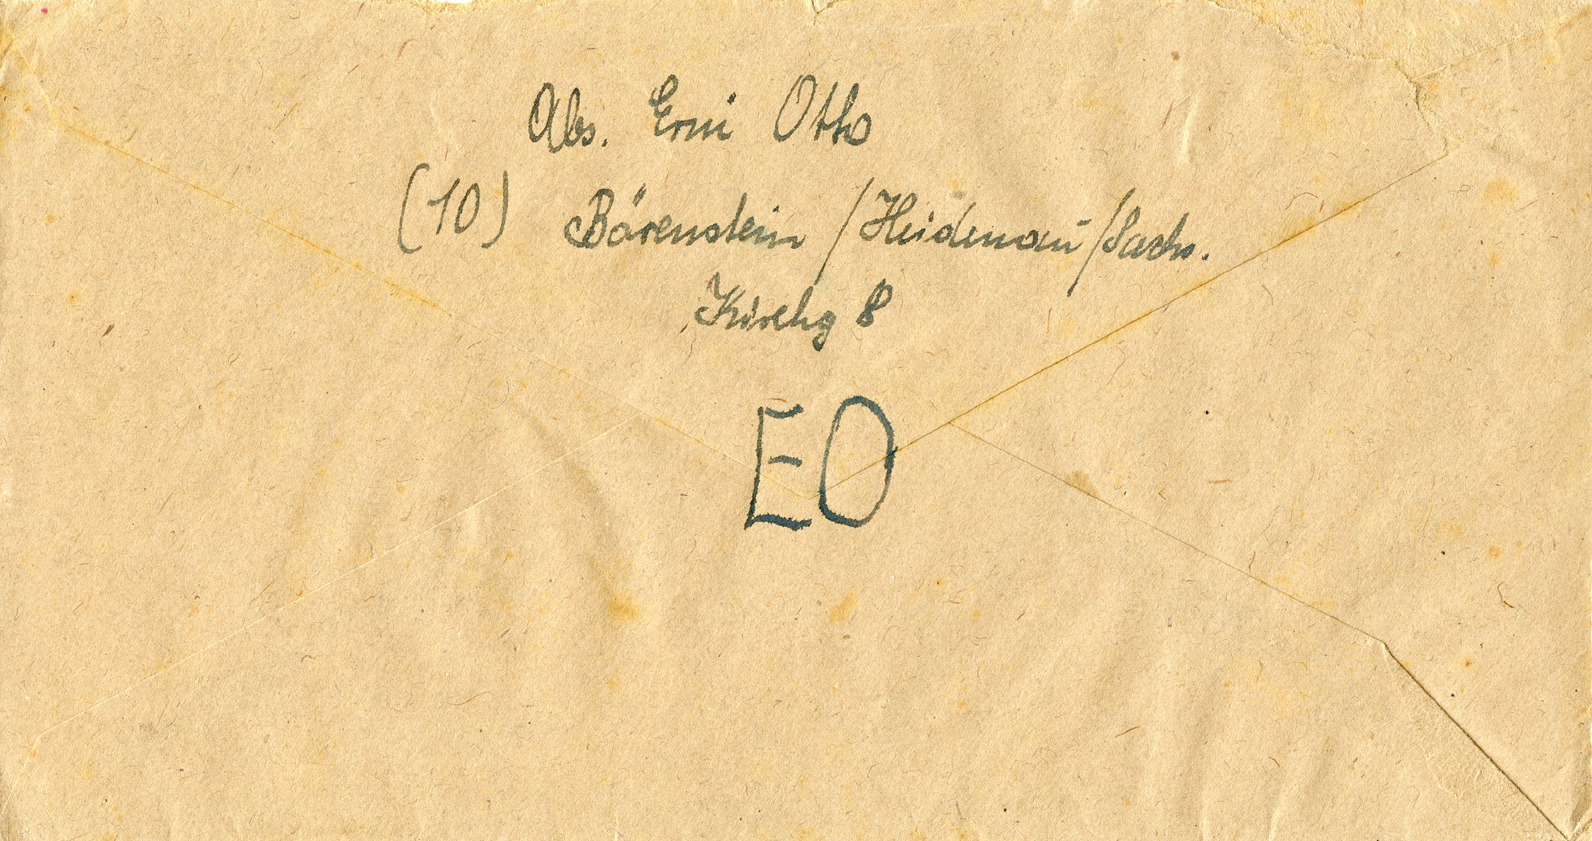 Abs. Erni Otto
(10) Bärenstein / Heidenau / Sachs.
Kirchg 8
EO